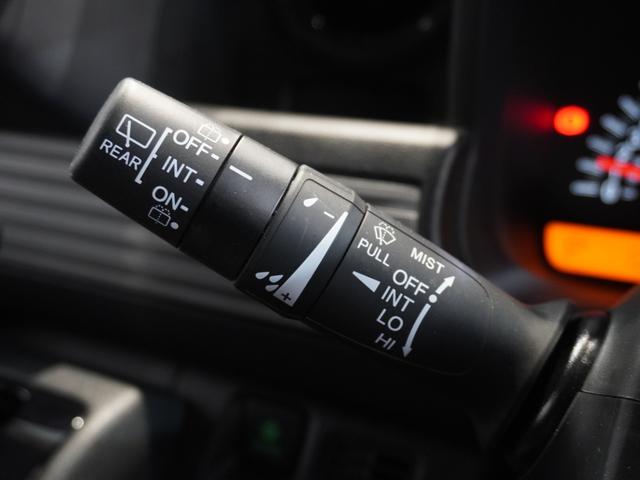 REAR
OFF
INT
ON
-
+
PULL
MIST
OFF
INT
LO
HI